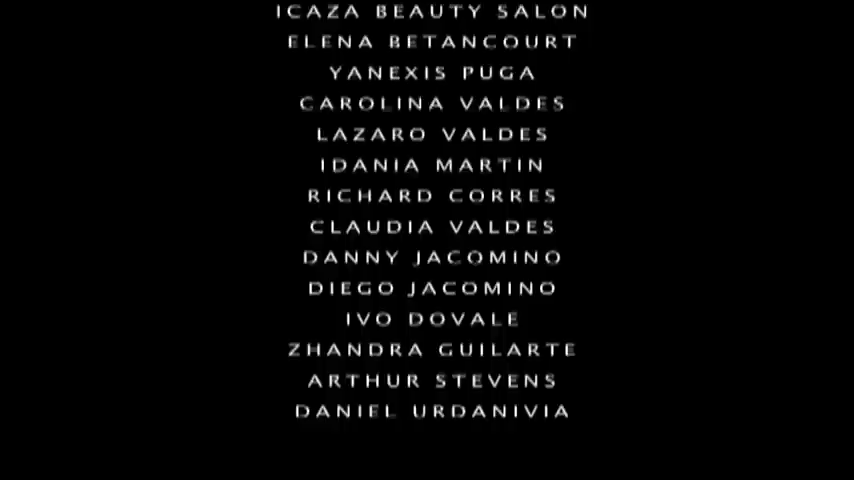 ICAZA BEAUTY SALON
ELENA BETANCOURT
YANEXIS PUGA
CAROLINA VALDES
LAZARO VALDES
IDANIA MARTIN
RICHARD CORRES
CLAUDIA VALDES
DANNY JACOMINO
DIEGO JACOMINO
IVO DOVALE
ZHANDRA GUILARTE
ARTHUR STEVENS
DANIEL URDANIVIA